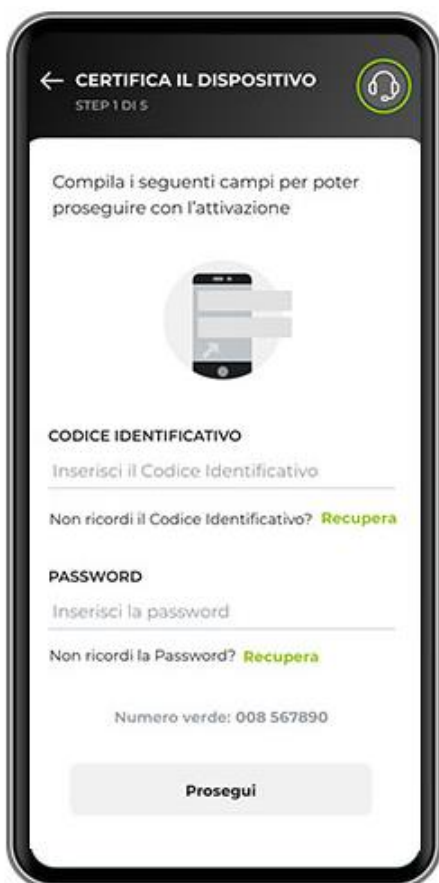 CERTIFICA IL DISPOSITIVO
STEP 1 DI 5
Compila i seguenti campi per poter
proseguire con l'attivazione
CODICE IDENTIFICATIVO
Inserisci il Codice Identificativo
Non ricordi il Codice Identificativo? Recupera
PASSWORD
Inserisci la password
Non ricordi la Password? Recupera
Numero verde: 008 567890
Prosegui